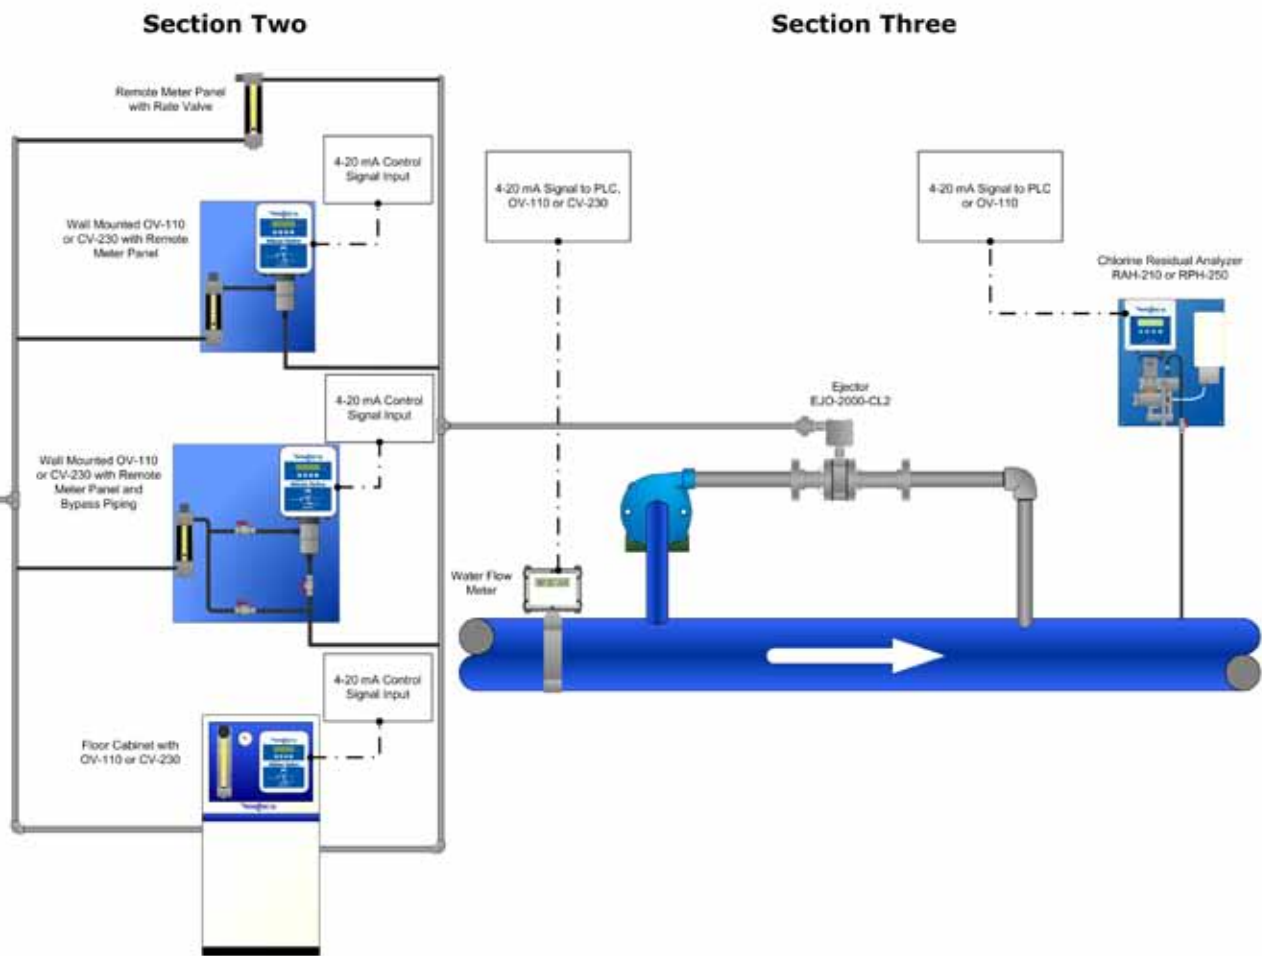 Section Two
Section Three
Remote Meter Panel
with Rate Valve
4-20 mA Control
Signal Input
Wall Mounted OV-110
or CV-230 with Remote
Meter Panel
4-20 mA Control
Signal Input
Wall Mounted OV-110
or CV-230 with Remote
Meter Panel and
Bypass Piping
4-20 mA Control
Signal Input
Floor Cabinet with
OV-110 or CV-230
4-20 mA Signal to PLC,
OV-110 or CV-230
4-20 mA Signal to PLC
or OV-110
Chlorine Residual Analyzer
RAH-210 or RPH-250
Ejector
EJO-2000-CL2
Water Flow
Meter